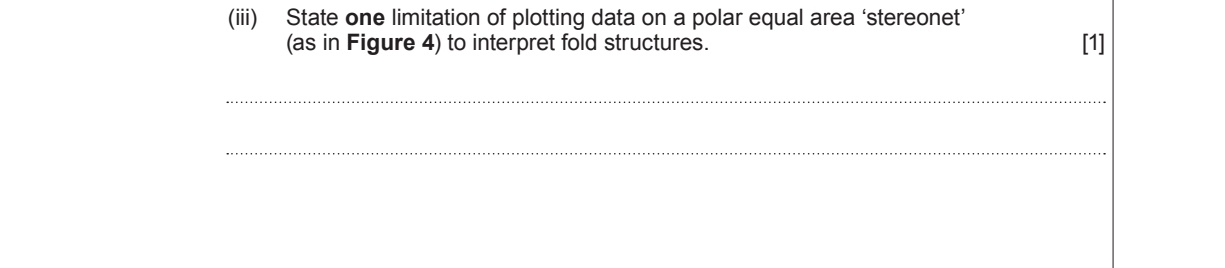 (iii) State one limitation of plotting data on a polar equal area ‘stereonet’
(as in Figure 4) to interpret fold structures. [1]